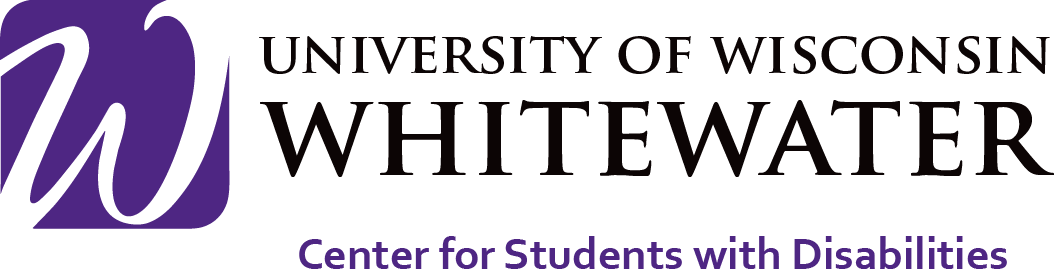 W
UNIVERSITY OF WISCONSIN
WHITEWATER
Center for Students with Disabilities